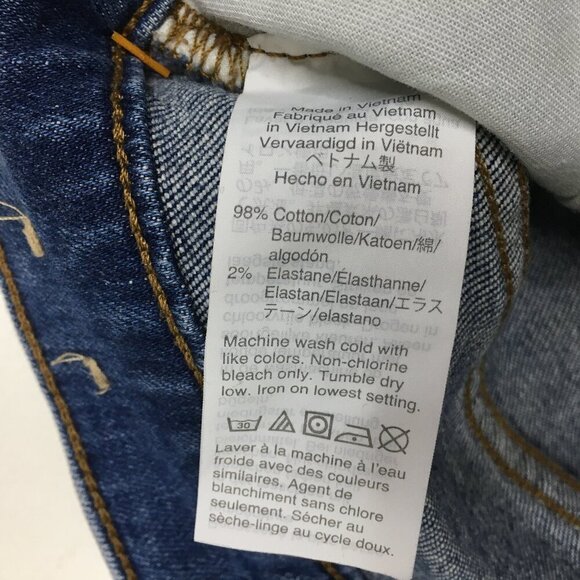 Made in Vietnam
Fabriqué au Vietnam
in Vietnam Hergestellt
Vervaardigd in Viëtnam
ベトナム製
Hecho en Vietnam
98% Cotton/Coton/
Baumwolle/Katoen/綿/
algodón
2% Elastane/Élasthanne/
Elastan/Elastaan/エラス
テーン/elastano
Machine wash cold with
like colors. Non-chlorine
bleach only. Tumble dry
low. Iron on lowest setting.
30
Laver à la machine à l'eau
froide avec des couleurs
similaires. Agent de
blanchiment sans chlore
seulement. Sécher au
sèche-linge au cycle doux.